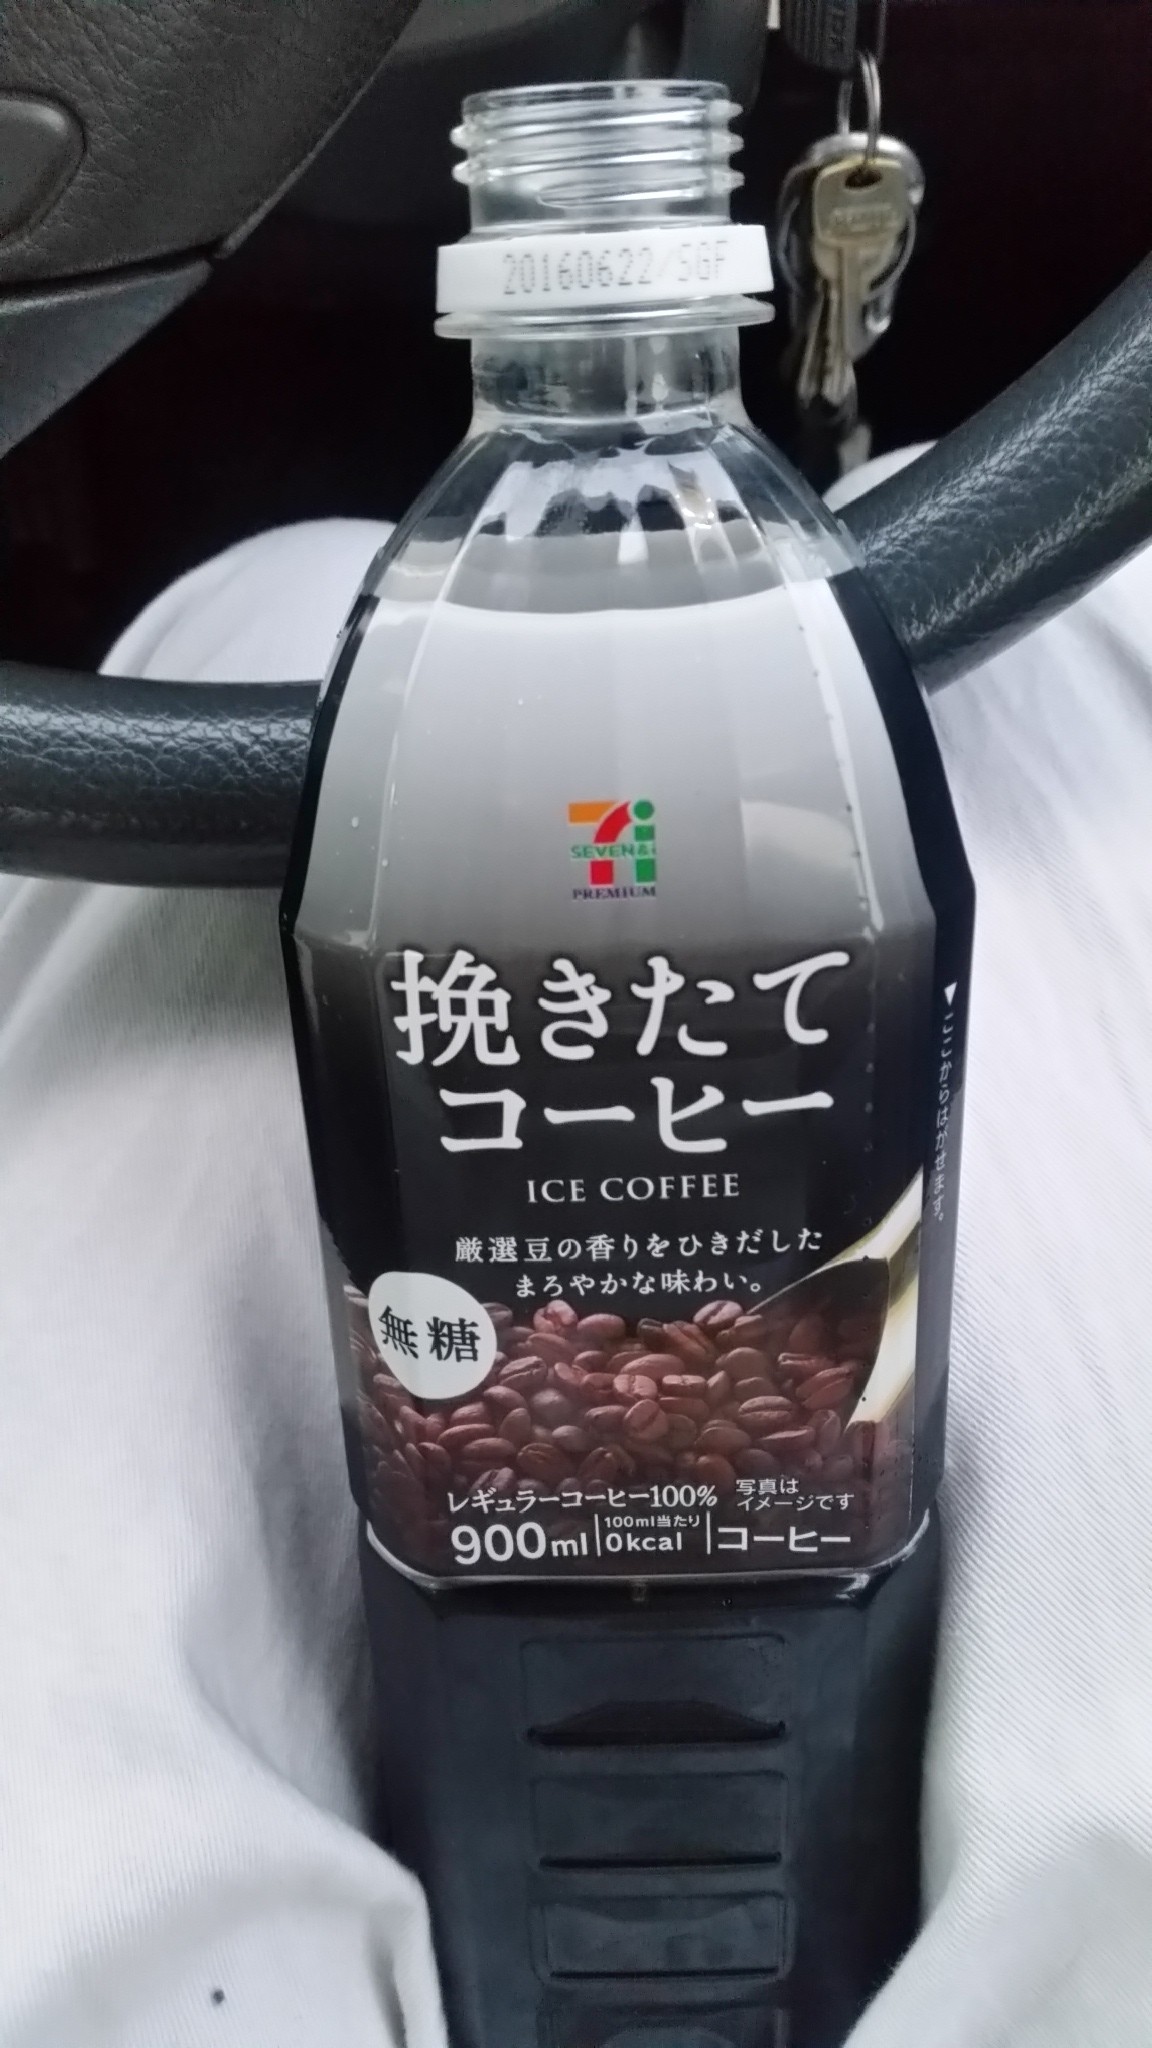 20160622/SGF
SEVEN&i
PREMIUM
挽きたて
コーヒー
ICE COFFEE
厳選豆の香りをひきだした
まろやかな味わい。
無糖
▼ここからはがせます。
レギュラーコーヒー100%
写真は
イメージです
900ml
100ml当たり
0kcal
コーヒー